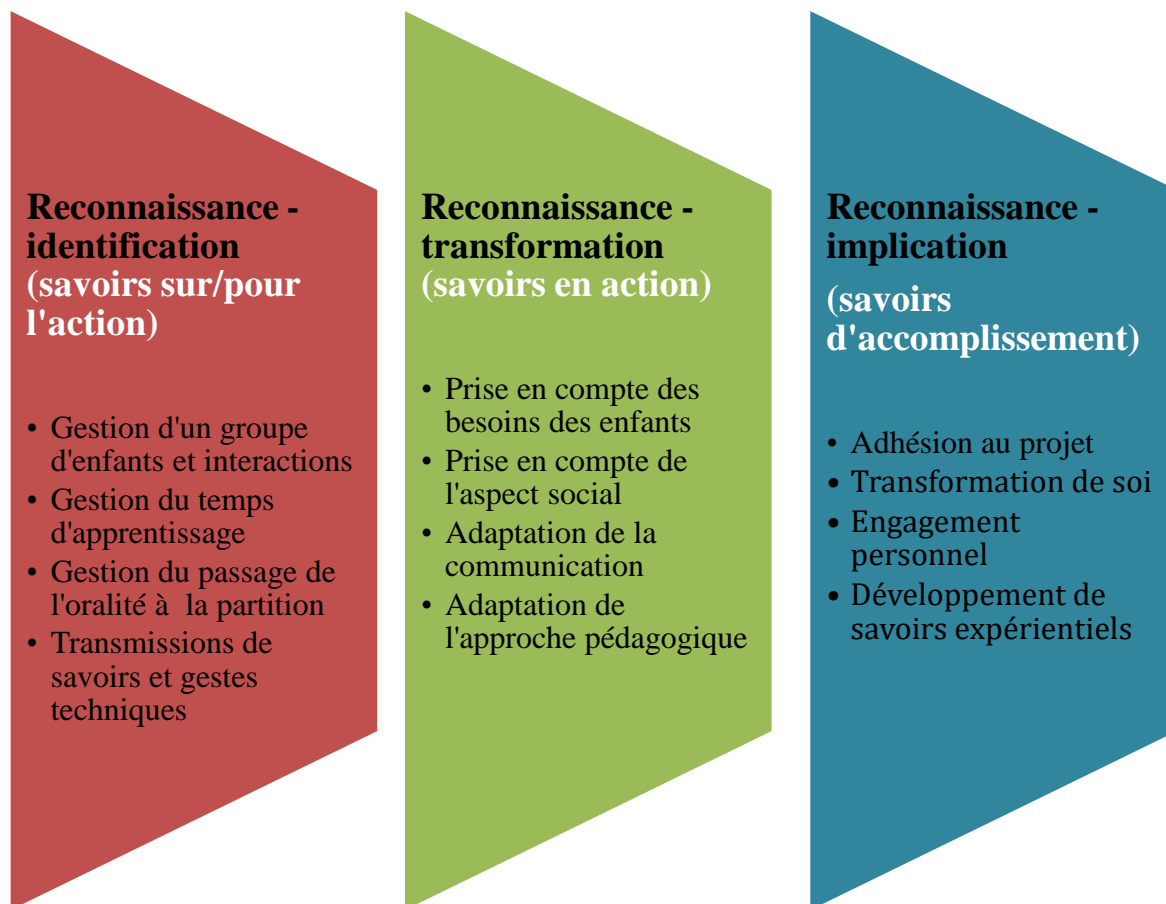 Reconnaissance -
identification
(savoirs sur/pour
l'action)
• Gestion d'un groupe
d'enfants et interactions
• Gestion du temps
d'apprentissage
• Gestion du passage de
l'oralité à la partition
• Transmissions de
savoirs et gestes
techniques
Reconnaissance -
transformation
(savoirs en action)
• Prise en compte des
besoins des enfants
• Prise en compte de
l'aspect social
• Adaptation de la
communication
• Adaptation de
l'approche pédagogique
Reconnaissance -
implication
(savoirs
d'accomplissement)
• Adhésion au projet
• Transformation de soi
• Engagement
personnel
• Développement de
savoirs expérientiels